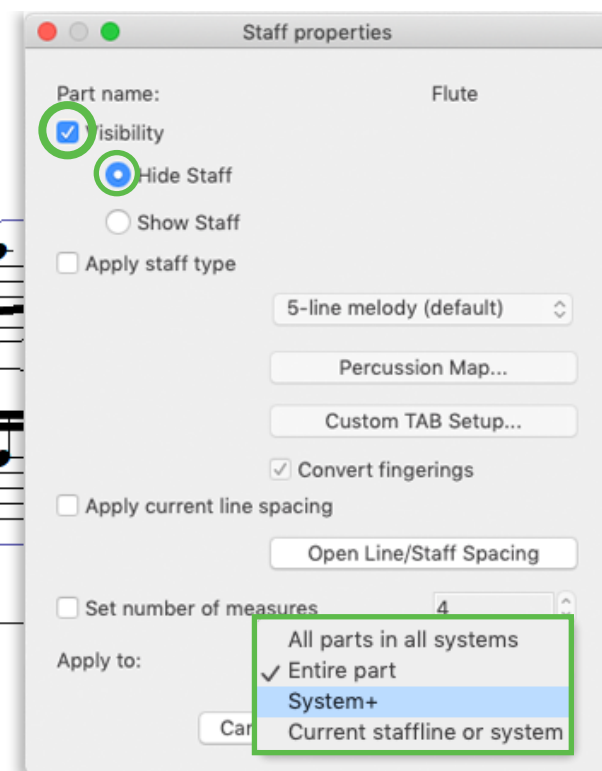 Staff properties
Part name: Flute
Visibility
Hide Staff
Show Staff
Apply staff type
5-line melody (default)
Percussion Map...
Custom TAB Setup...
Convert fingerings
Apply current line spacing
Open Line/Staff Spacing
Set number of measures 4
All parts in all systems
Apply to: Entire part
System+
Current staffline or system